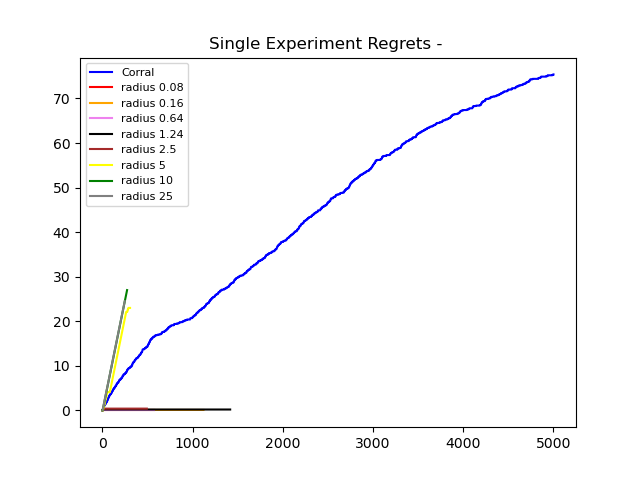 Single Experiment Regrets -
Corral
radius 0.08
radius 0.16
radius 0.64
radius 1.24
radius 2.5
radius 5
radius 10
radius 25
70
60
50
40
30
20
10
0
0 1000 2000 3000 4000 5000